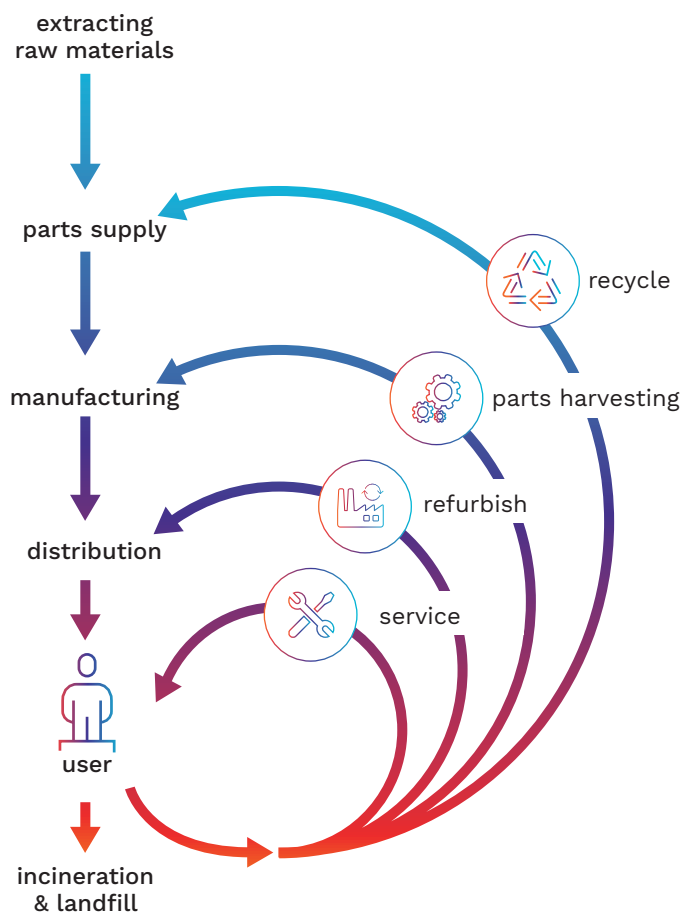 extracting
raw materials
parts supply
recycle
manufacturing
parts harvesting
refurbish
distribution
service
user
incineration
& landfill